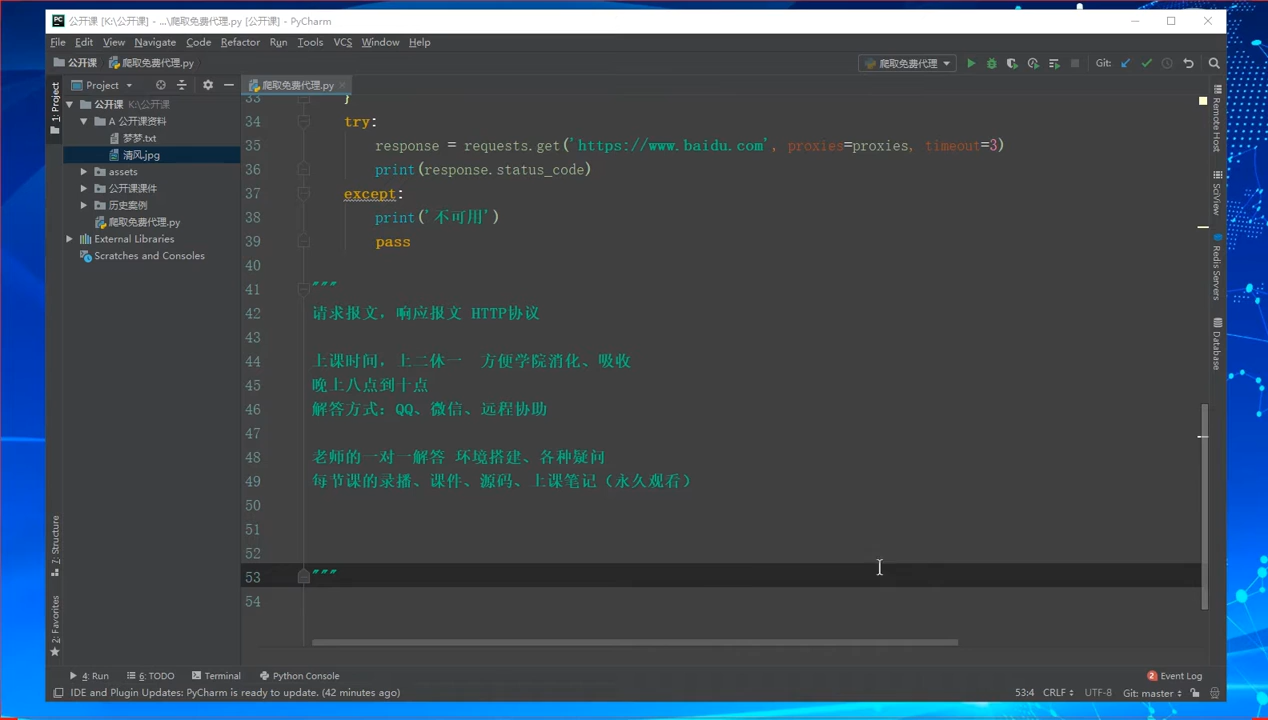 公开课 [K:\公开课] - ...\爬取免费代理.py [公开课] - PyCharm
File Edit View Navigate Code Refactor Run Tools VCS Window Help
公开课 爬取免费代理.py 爬取免费代理 Git:
Project 爬取免费代理.py
公开课 K:\公开课
A 公开课资料
梦梦.txt
清风.jpg
assets
公开课课件
历史案例
爬取免费代理.py
External Libraries
Scratches and Consoles
1: Project
7: Structure
2: Favorites
33 }
34 try:
35 response = requests.get('https://www.baidu.com', proxies=proxies, timeout=3)
36 print(response.status_code)
37 except:
38 print('不可用')
39 pass
40
41 """
42 请求报文，响应报文 HTTP协议
43
44 上课时间，上二休一 方便学院消化、吸收
45 晚上八点到十点
46 解答方式：QQ、微信、远程协助
47
48 老师的一对一解答 环境搭建、各种疑问
49 每节课的录播、课件、源码、上课笔记（永久观看）
50
51
52
53 """
54
Remote Host
SciView
Redis Servers
Database
4: Run 6: TODO Terminal Python Console 2 Event Log
IDE and Plugin Updates: PyCharm is ready to update. (42 minutes ago) 53:4 CRLF UTF-8 Git: master